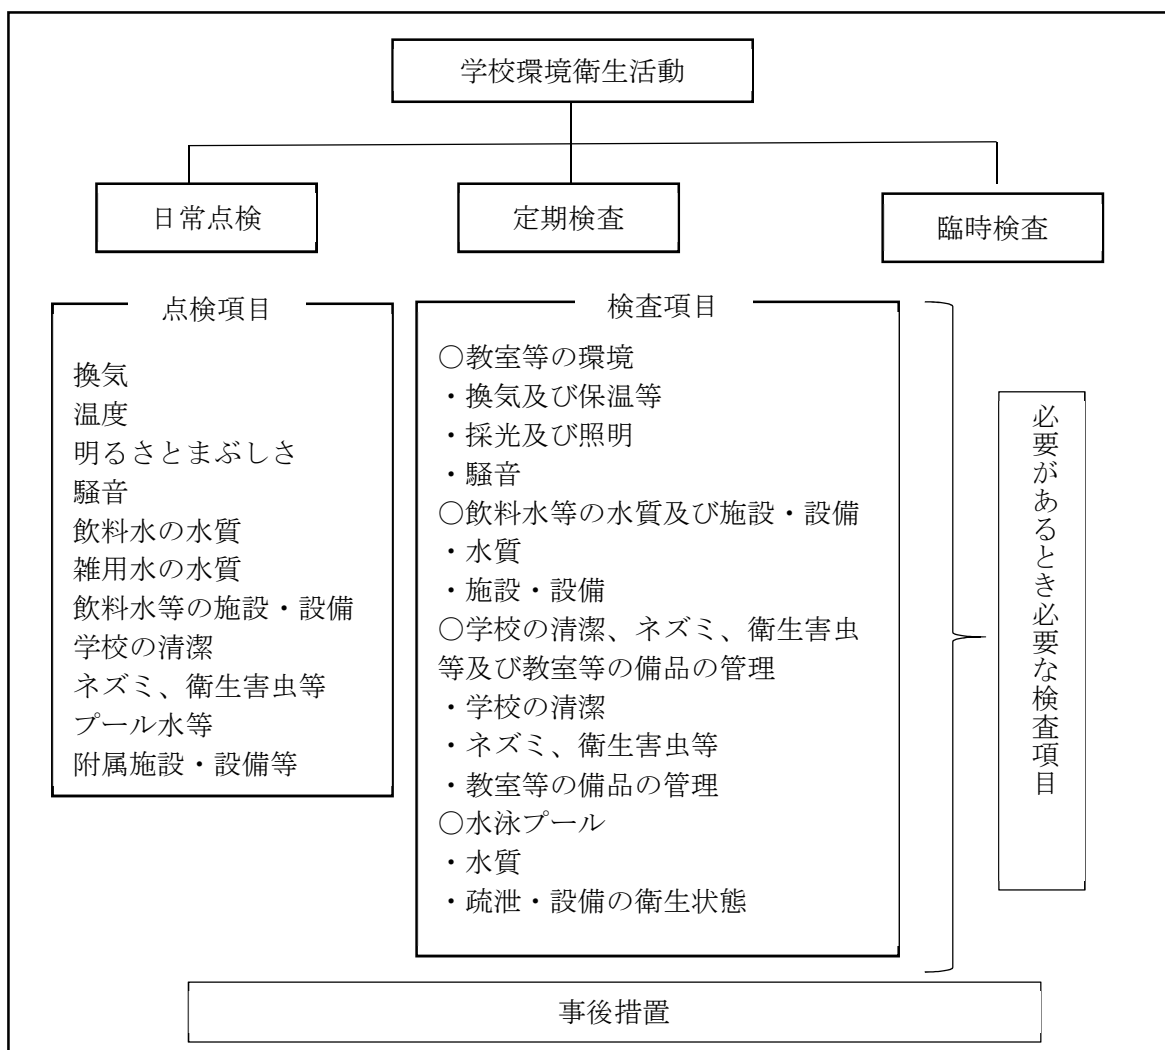 学校環境衛生活動
日常点検
定期検査
臨時検査
点検項目
換気
温度
明るさとまぶしさ
騒音
飲料水の水質
雑用水の水質
飲料水等の施設・設備
学校の清潔
ネズミ、衛生害虫等
プール水等
附属施設・設備等
検査項目
○教室等の環境
・換気及び保温等
・採光及び照明
・騒音
○飲料水等の水質及び施設・設備
・水質
・施設・設備
○学校の清潔、ネズミ、衛生害虫
等及び教室等の備品の管理
・学校の清潔
・ネズミ、衛生害虫等
・教室等の備品の管理
○水泳プール
・水質
・疏泄・設備の衛生状態
必要があるとき必要な検査項目
事後措置